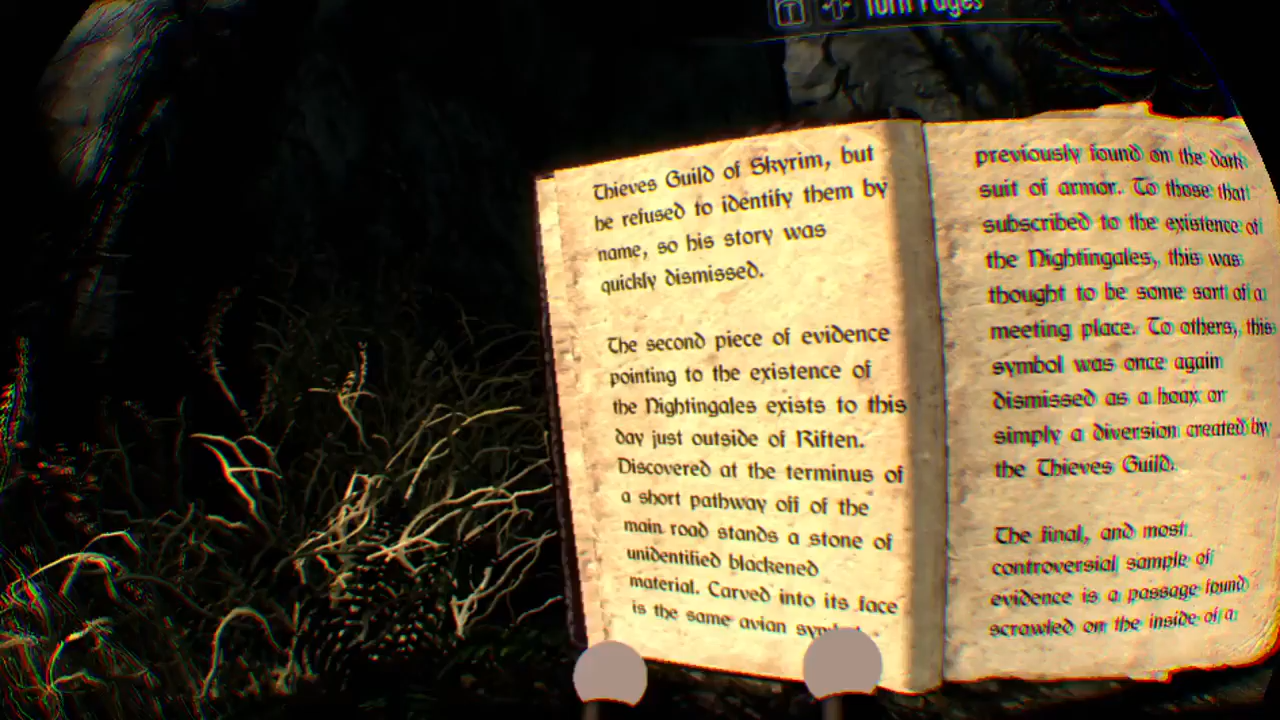 T Turn Pages
Thieves Guild of Skyrim, but
he refused to identify them by
name, so his story was
quickly dismissed.
The second piece of evidence
pointing to the existence of
the Nightingales exists to this
day just outside of Riften.
Discovered at the terminus of
a short pathway off of the
main road stands a stone of
unidentified blackened
material. Carved into its face
is the same avian symbol
previously found on the dark
suit of armor. To those that
subscribed to the existence of
the Nightingales, this was
thought to be some sort of a
meeting place. To others, this
symbol was once again
dismissed as a hoax or
simply a diversion created by
the Thieves Guild.
The final, and most
controversial sample of
evidence is a passage found
scrawled on the inside of a